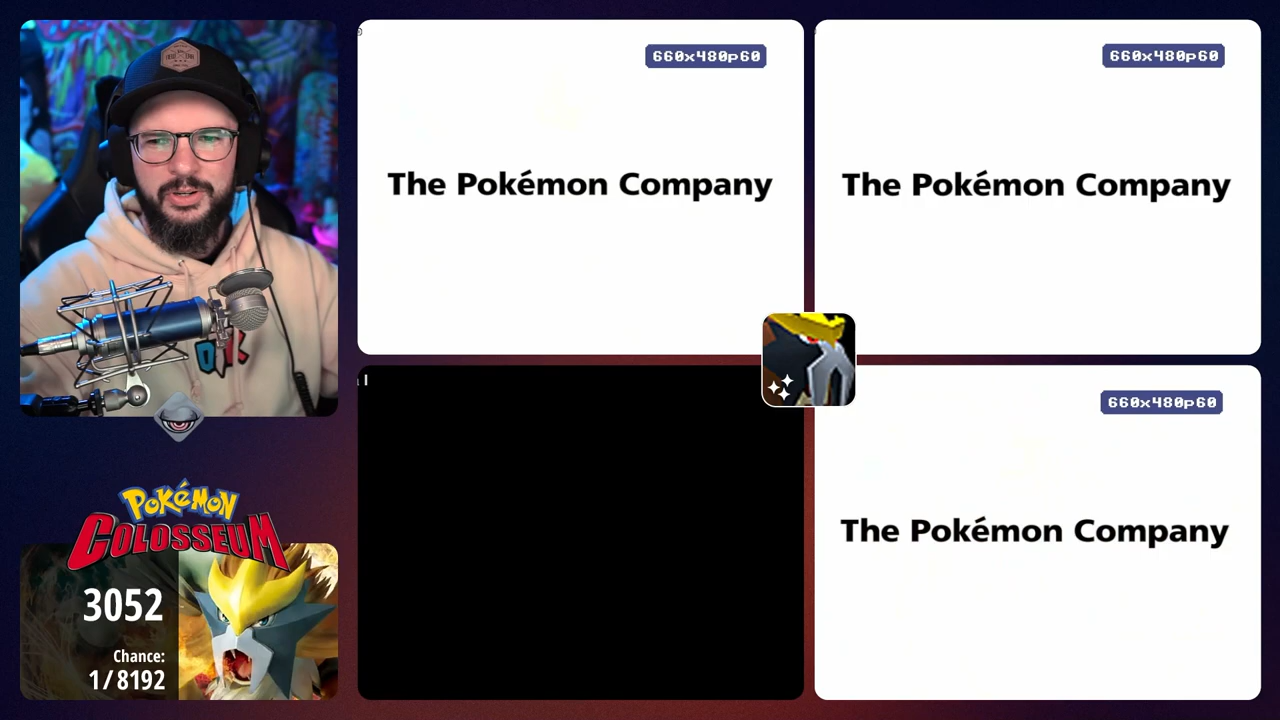 660x480p60
The Pokémon Company
660x480p60
The Pokémon Company
660x480p60
The Pokémon Company
POKéMON
COLOSSEUM
3052
Chance:
1/8192